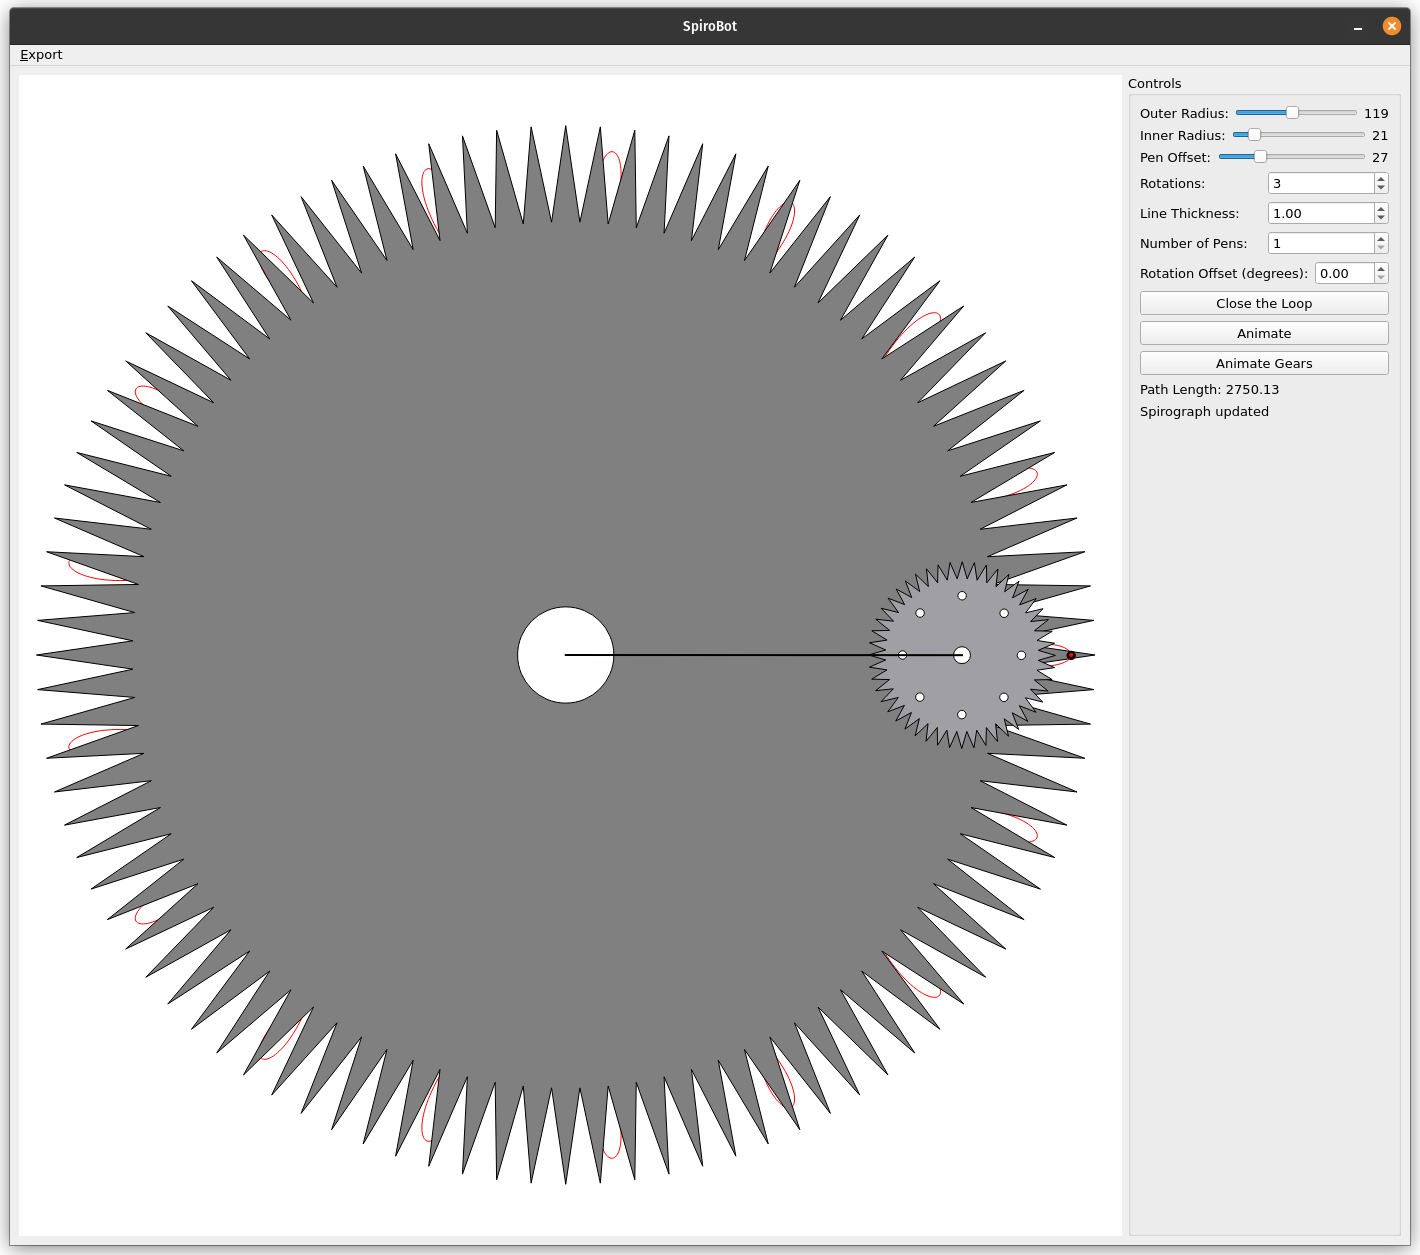 SpiroBot
Export
Controls
Outer Radius: 119
Inner Radius: 21
Pen Offset: 27
Rotations: 3
Line Thickness: 1.00
Number of Pens: 1
Rotation Offset (degrees): 0.00
Close the Loop
Animate
Animate Gears
Path Length: 2750.13
Spirograph updated